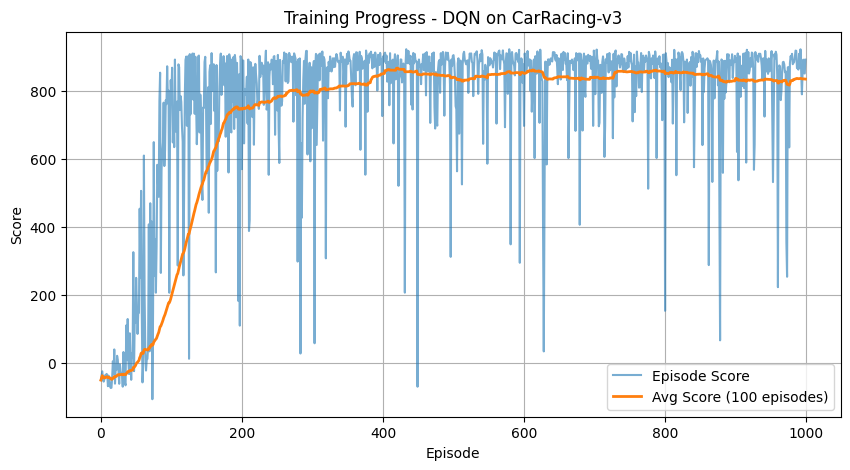 Training Progress - DQN on CarRacing-v3
Score
800
600
400
200
0
0 200 400 600 800 1000
Episode
Episode Score
Avg Score (100 episodes)